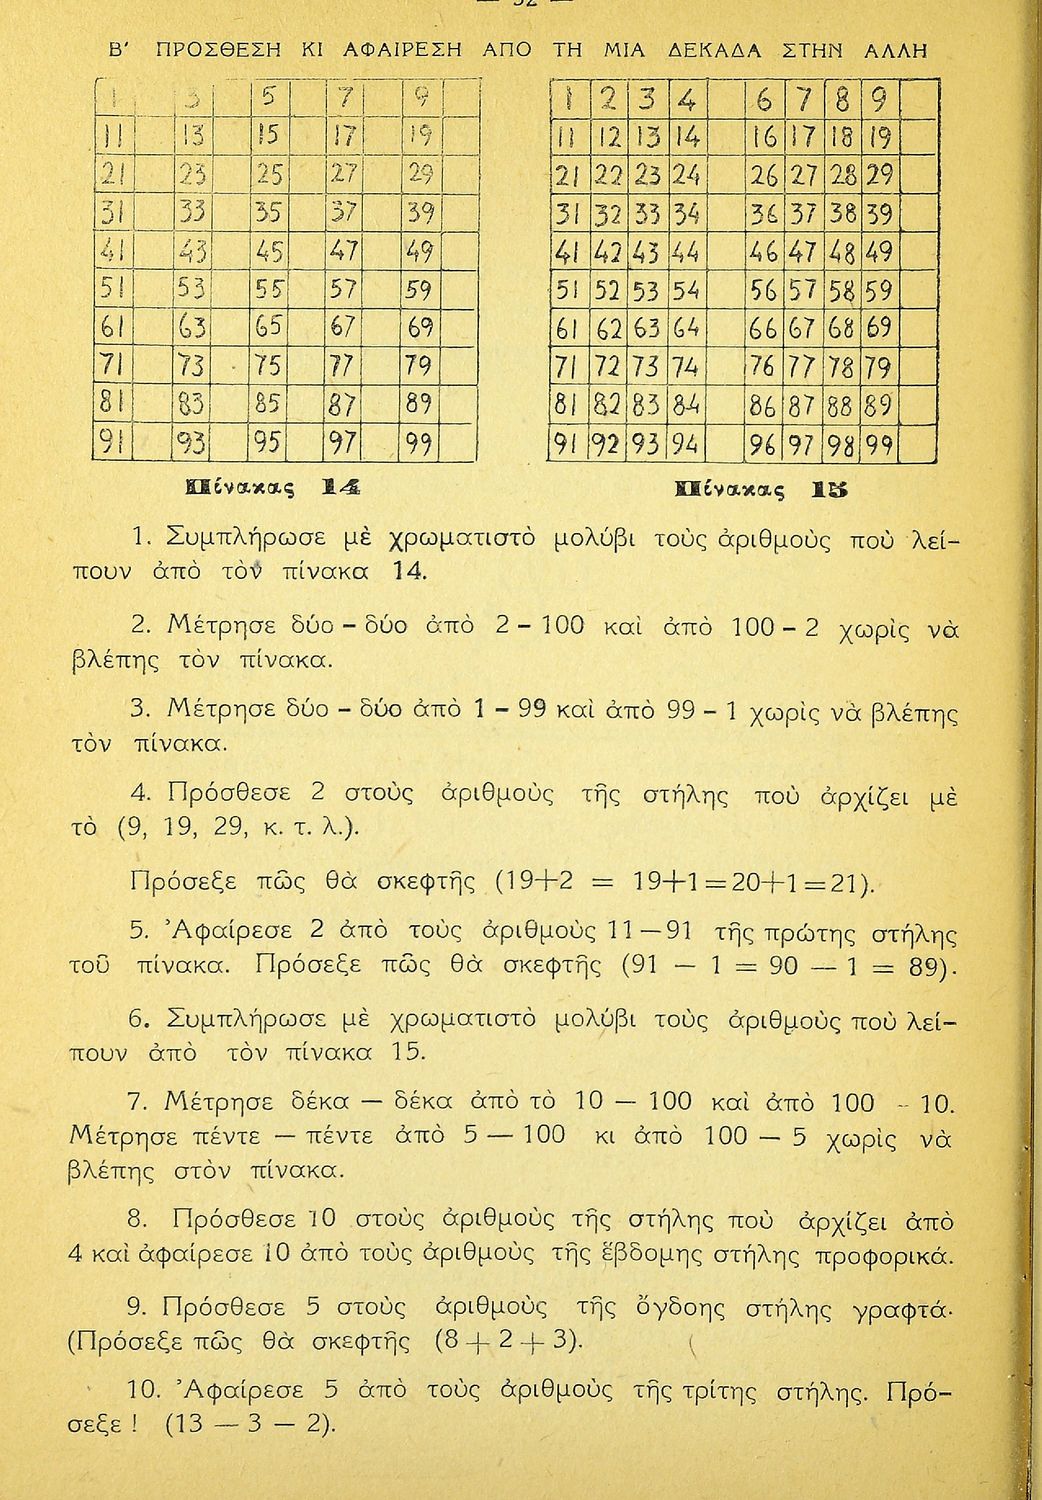 — 32 —
Β' ΠΡΟΣΘΕΣΗ ΚΙ ΑΦΑΙΡΕΣΗ ΑΠΟ ΤΗ ΜΙΑ ΔΕΚΑΔΑ ΣΤΗΝ ΑΛΛΗ
1 3 5 7 9
11 13 15 17 19
21 23 25 27 29
31 33 35 37 39
41 43 45 47 49
51 53 55 57 59
61 63 65 67 69
71 73 75 77 79
81 83 85 87 89
91 93 95 97 99
Πίνακας 14
1 2 3 4 6 7 8 9
11 12 13 14 16 17 18 19
21 22 23 24 26 27 28 29
31 32 33 34 36 37 38 39
41 42 43 44 46 47 48 49
51 52 53 54 56 57 58 59
61 62 63 64 66 67 68 69
71 72 73 74 76 77 78 79
81 82 83 84 86 87 88 89
91 92 93 94 96 97 98 99
Πίνακας 15
1. Συμπλήρωσε μὲ χρωματιστὸ μολύβι τοὺς ἀριθμοὺς ποὺ λεί-
πουν ἀπὸ τὸν πίνακα 14.
2. Μέτρησε δύο – δύο ἀπὸ 2 – 100 καὶ ἀπὸ 100 – 2 χωρὶς νὰ
βλέπης τὸν πίνακα.
3. Μέτρησε δύο – δύο ἀπὸ 1 – 99 καὶ ἀπὸ 99 – 1 χωρὶς νὰ βλέπης
τὸν πίνακα.
4. Πρόσθεσε 2 στοὺς ἀριθμοὺς τῆς στήλης ποὺ ἀρχίζει μὲ
τὸ (9, 19, 29, κ. τ. λ.).
Πρόσεξε πῶς θὰ σκεφτῆς (19+2 = 19+1=20+1=21).
5. Ἀφαίρεσε 2 ἀπὸ τοὺς ἀριθμοὺς 11—91 τῆς πρώτης στήλης
τοῦ πίνακα. Πρόσεξε πῶς θὰ σκεφτῆς (91 — 1 = 90 — 1 = 89).
6. Συμπλήρωσε μὲ χρωματιστὸ μολύβι τοὺς ἀριθμοὺς ποὺ λεί-
πουν ἀπὸ τὸν πίνακα 15.
7. Μέτρησε δέκα — δέκα ἀπὸ τὸ 10 — 100 καὶ ἀπὸ 100 - 10.
Μέτρησε πέντε — πέντε ἀπὸ 5 — 100 κι ἀπὸ 100 — 5 χωρὶς νὰ
βλέπης στὸν πίνακα.
8. Πρόσθεσε 10 στοὺς ἀριθμοὺς τῆς στήλης ποὺ ἀρχίζει ἀπὸ
4 καὶ ἀφαίρεσε 10 ἀπὸ τοὺς ἀριθμοὺς τῆς ἕβδομης στήλης προφορικά.
9. Πρόσθεσε 5 στοὺς ἀριθμοὺς τῆς ὄγδοης στήλης γραφτά.
(Πρόσεξε πῶς θὰ σκεφτῆς (8 + 2 + 3).
10. Ἀφαίρεσε 5 ἀπὸ τοὺς ἀριθμοὺς τῆς τρίτης στήλης. Πρό-
σεξε ! (13 — 3 — 2).